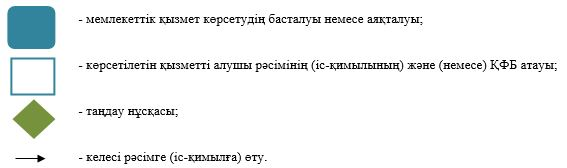 - мемлекеттік қызмет көрсетудің басталуы немесе аяқталуы;
- көрсетілетін қызметті алушы рәсімінің (іс-қимылының) және (немесе) ҚФБ атауы;
- таңдау нұсқасы;
- келесі рәсімге (іс-қимылға) өту.